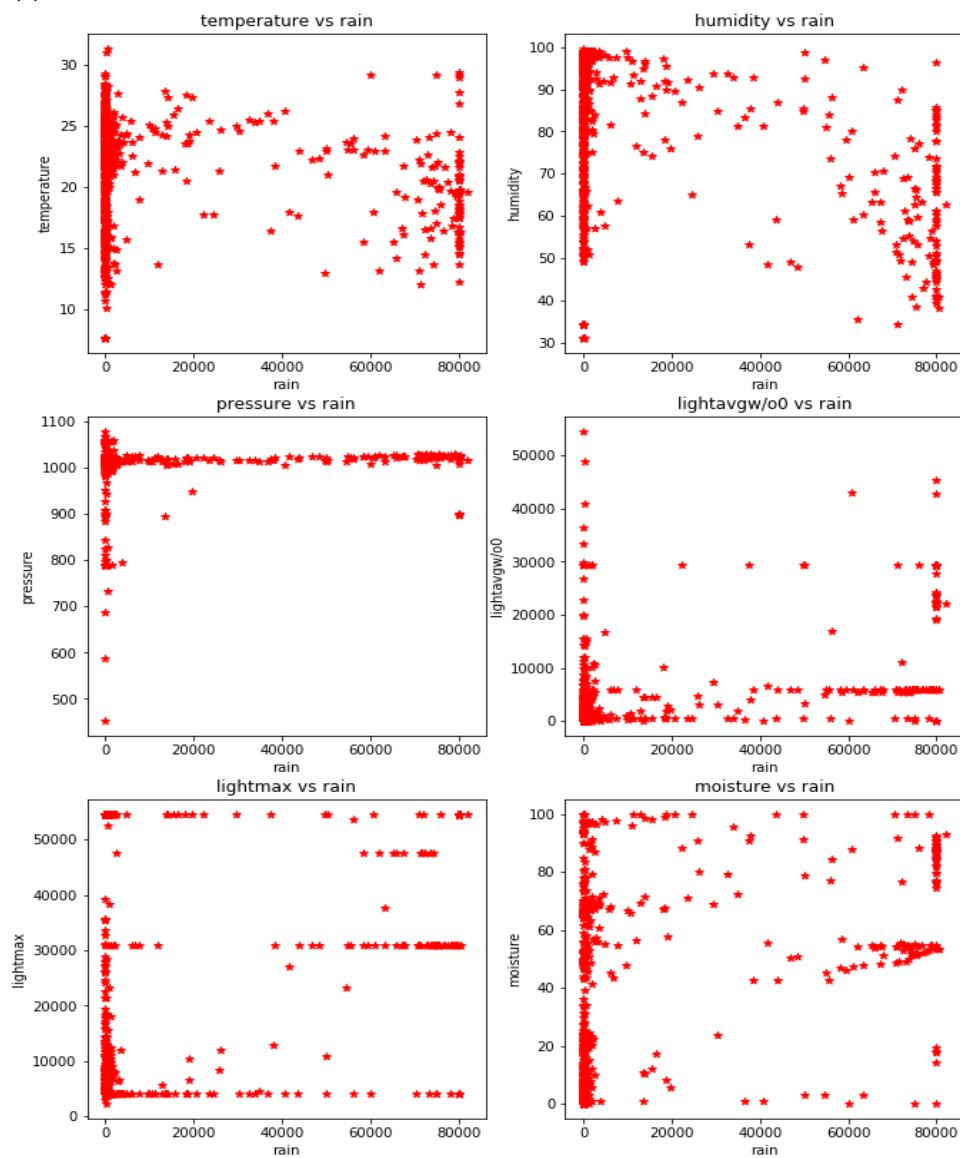 temperature vs rain
temperature
30
25
20
15
10
0 20000 40000 60000 80000
rain
humidity vs rain
humidity
100
90
80
70
60
50
40
30
0 20000 40000 60000 80000
rain
pressure vs rain
pressure
1100
1000
900
800
700
600
500
0 20000 40000 60000 80000
rain
lightavgw/o0 vs rain
lightavgw/o0
50000
40000
30000
20000
10000
0
0 20000 40000 60000 80000
rain
lightmax vs rain
lightmax
50000
40000
30000
20000
10000
0
0 20000 40000 60000 80000
rain
moisture vs rain
moisture
100
80
60
40
20
0
0 20000 40000 60000 80000
rain